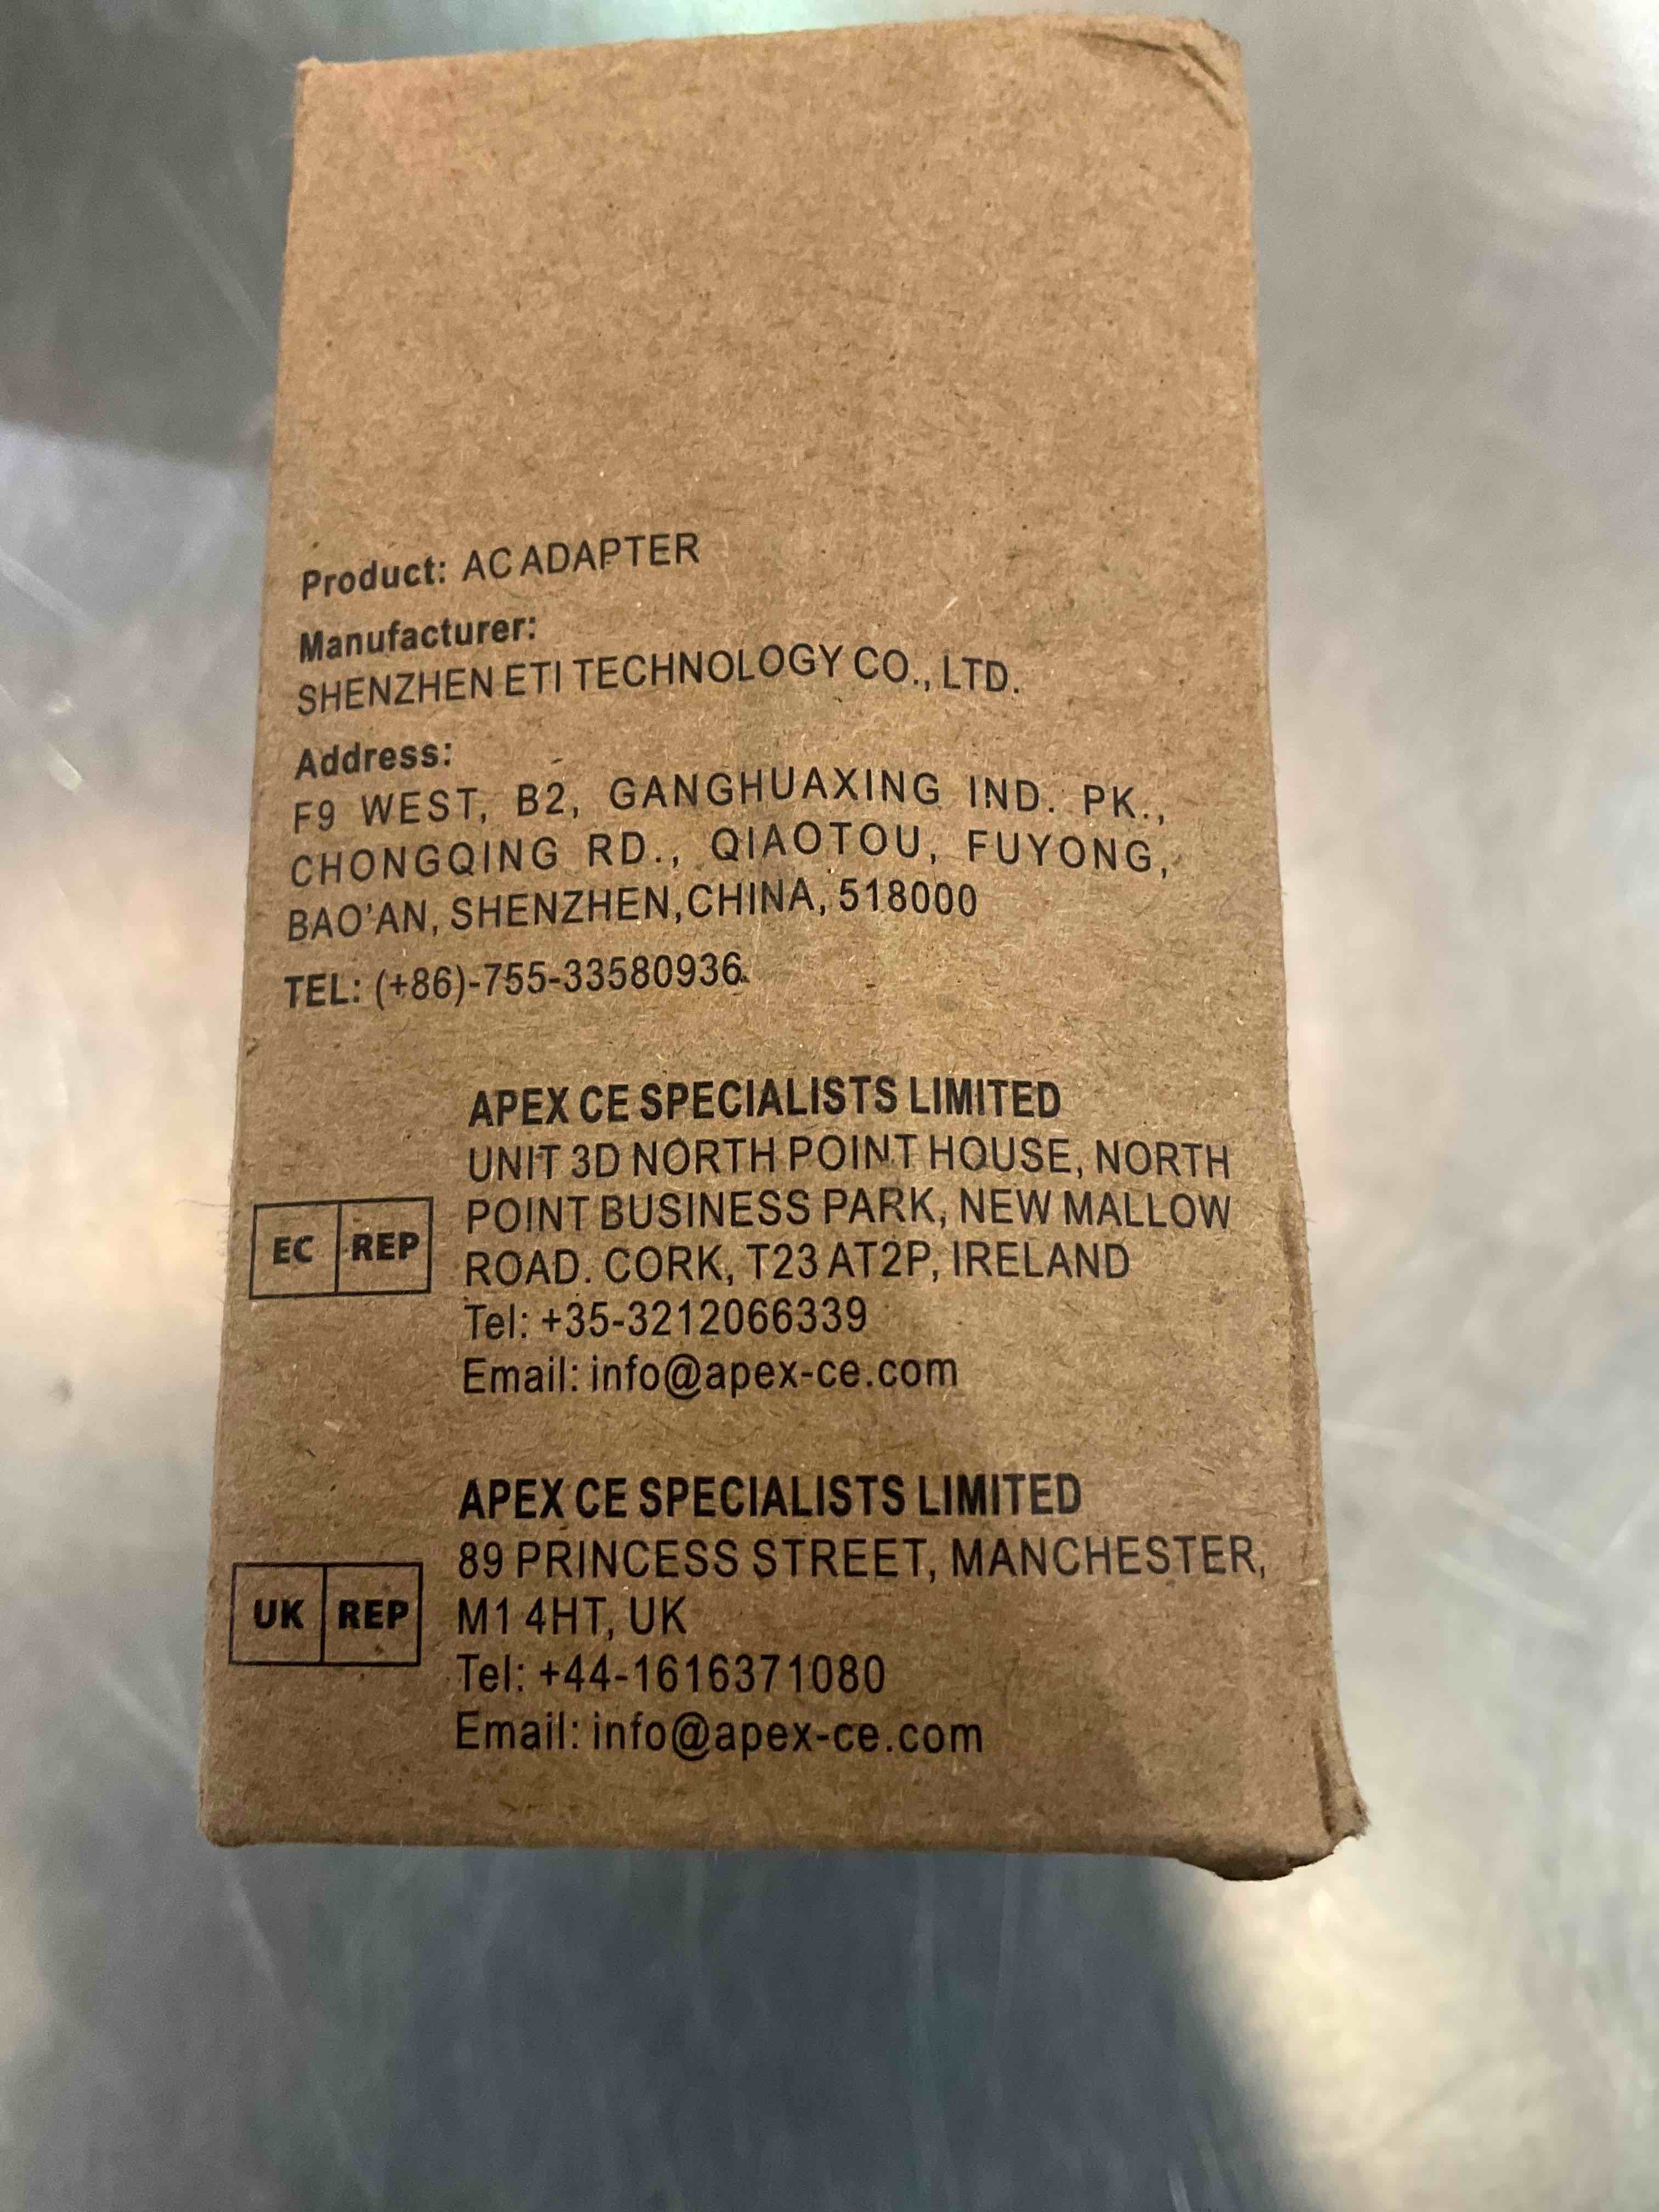 Product: AC ADAPTER
Manufacturer:
SHENZHEN ETI TECHNOLOGY CO., LTD.
Address:
F9 WEST, B2, GANGHUAXING IND. PK.,
CHONGQING RD., QIAOTOU, FUYONG,
BAO'AN, SHENZHEN, CHINA, 518000
TEL: (+86)-755-33580936
APEX CE SPECIALISTS LIMITED
UNIT 3D NORTH POINT HOUSE, NORTH
POINT BUSINESS PARK, NEW MALLOW
ROAD. CORK, T23 AT2P, IRELAND
Tel: +35-3212066339
Email: info@apex-ce.com
EC REP
APEX CE SPECIALISTS LIMITED
89 PRINCESS STREET, MANCHESTER,
M1 4HT, UK
Tel: +44-1616371080
Email: info@apex-ce.com
UK REP